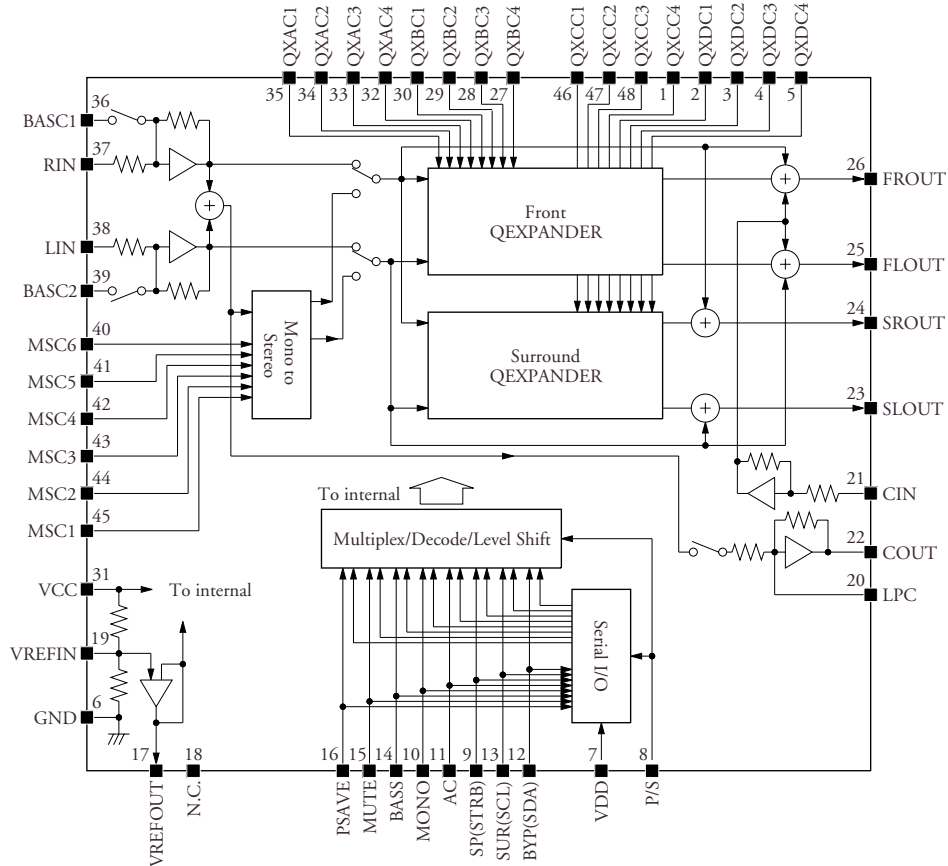 QXAC1
QXAC2
QXAC3
QXAC4
QXBC1
QXBC2
QXBC3
QXBC4
QXCC1
QXCC2
QXCC3
QXCC4
QXDC1
QXDC2
QXDC3
QXDC4
35
34
33
32
30
29
28
27
46
47
48
1
2
3
4
5
36
BASC1
37
RIN
38
LIN
39
BASC2
40
MSC6
41
MSC5
42
MSC4
43
MSC3
44
MSC2
45
MSC1
31
VCC
To internal
19
VREFIN
6
GND
+
Mono to
Stereo
Front
QEXPANDER
Surround
QEXPANDER
+
+
+
+
26
FROUT
25
FLOUT
24
SROUT
23
SLOUT
21
CIN
22
COUT
20
LPC
To internal
Multiplex/Decode/Level Shift
Serial I/O
17
18
16
15
14
10
11
9
13
12
7
8
VREFOUT
N.C.
PSAVE
MUTE
BASS
MONO
AC
SP(STRB)
SUR(SCL)
BYP(SDA)
VDD
P/S